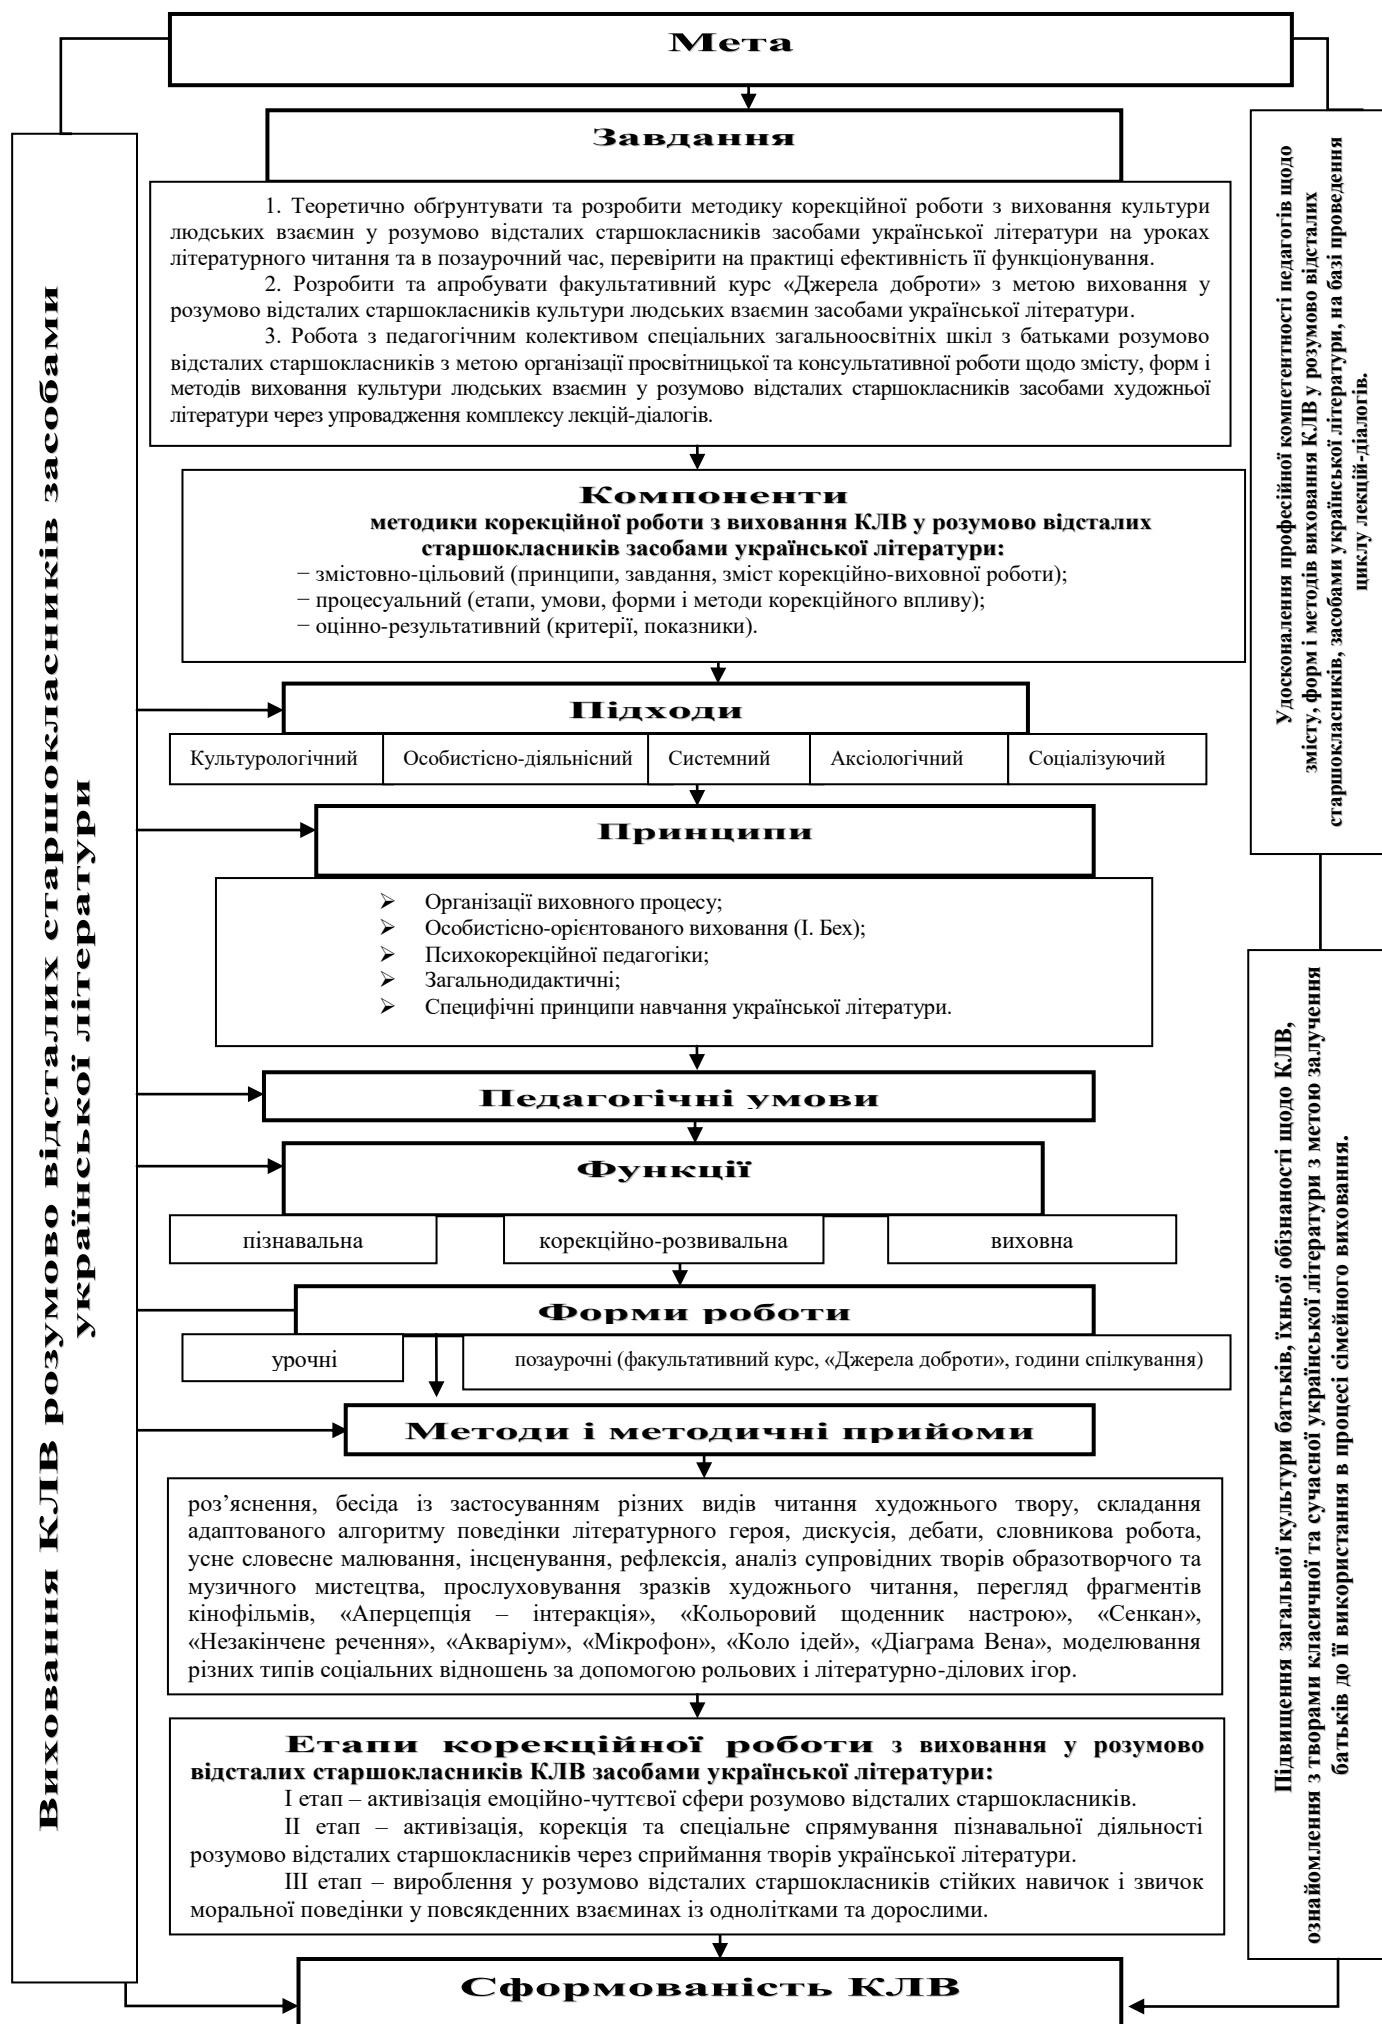 Мета
Завдання
1. Теоретично обґрунтувати та розробити методику корекційної роботи з виховання культури
людських взаємин у розумово відсталих старшокласників засобами української літератури на уроках
літературного читання та в позаурочний час, перевірити на практиці ефективність її функціонування.
2. Розробити та апробувати факультативний курс «Джерела доброти» з метою виховання у
розумово відсталих старшокласників культури людських взаємин засобами української літератури.
3. Робота з педагогічним колективом спеціальних загальноосвітніх шкіл з батьками розумово
відсталих старшокласників з метою організації просвітницької та консультативної роботи щодо змісту, форм і
методів виховання культури людських взаємин у розумово відсталих старшокласників засобами художньої
літератури через упровадження комплексу лекцій-діалогів.
Компоненти
методики корекційної роботи з виховання КЛВ у розумово відсталих
старшокласників засобами української літератури:
− змістовно-цільовий (принципи, завдання, зміст корекційно-виховної роботи);
− процесуальний (етапи, умови, форми і методи корекційного впливу);
− оцінно-результативний (критерії, показники).
Підходи
Культурологічний
Особистісно-діяльнісний
Системний
Аксіологічний
Соціалізуючий
Принципи
➢ Організації виховного процесу;
➢ Особистісно-орієнтованого виховання (І. Бех);
➢ Психокорекційної педагогіки;
➢ Загальнодидактичні;
➢ Специфічні принципи навчання української літератури.
Педагогічні умови
Функції
пізнавальна
корекційно-розвивальна
виховна
Форми роботи
урочні
позаурочні (факультативний курс, «Джерела доброти», години спілкування)
Методи і методичні прийоми
роз’яснення, бесіда із застосуванням різних видів читання художнього твору, складання
адаптованого алгоритму поведінки літературного героя, дискусія, дебати, словникова робота,
усне словесне малювання, інсценування, рефлексія, аналіз супровідних творів образотворчого та
музичного мистецтва, прослуховування зразків художнього читання, перегляд фрагментів
кінофільмів, «Аперцепція – інтеракція», «Кольоровий щоденник настрою», «Сенкан»,
«Незакінчене речення», «Акваріум», «Мікрофон», «Коло ідей», «Діаграма Вена», моделювання
різних типів соціальних відношень за допомогою рольових і літературно-ділових ігор.
Етапи корекційної роботи з виховання у розумово
відсталих старшокласників КЛВ засобами української літератури:
І етап – активізація емоційно-чуттєвої сфери розумово відсталих старшокласників.
ІІ етап – активізація, корекція та спеціальне спрямування пізнавальної діяльності
розумово відсталих старшокласників через сприймання творів української літератури.
ІІІ етап – вироблення у розумово відсталих старшокласників стійких навичок і звичок
моральної поведінки у повсякденних взаєминах із однолітками та дорослими.
Сформованість КЛВ
Виховання КЛВ розумово відсталих старшокласників засобами
української літератури
Удосконалення професійної компетентності педагогів щодо
змісту, форм і методів виховання КЛВ у розумово відсталих
старшокласників, засобами української літератури, на базі проведення
циклу лекцій-діалогів.
Підвищення загальної культури батьків, їхньої обізнаності щодо КЛВ,
ознайомлення з творами класичної та сучасної української літератури з метою залучення
батьків до її використання в процесі сімейного виховання.